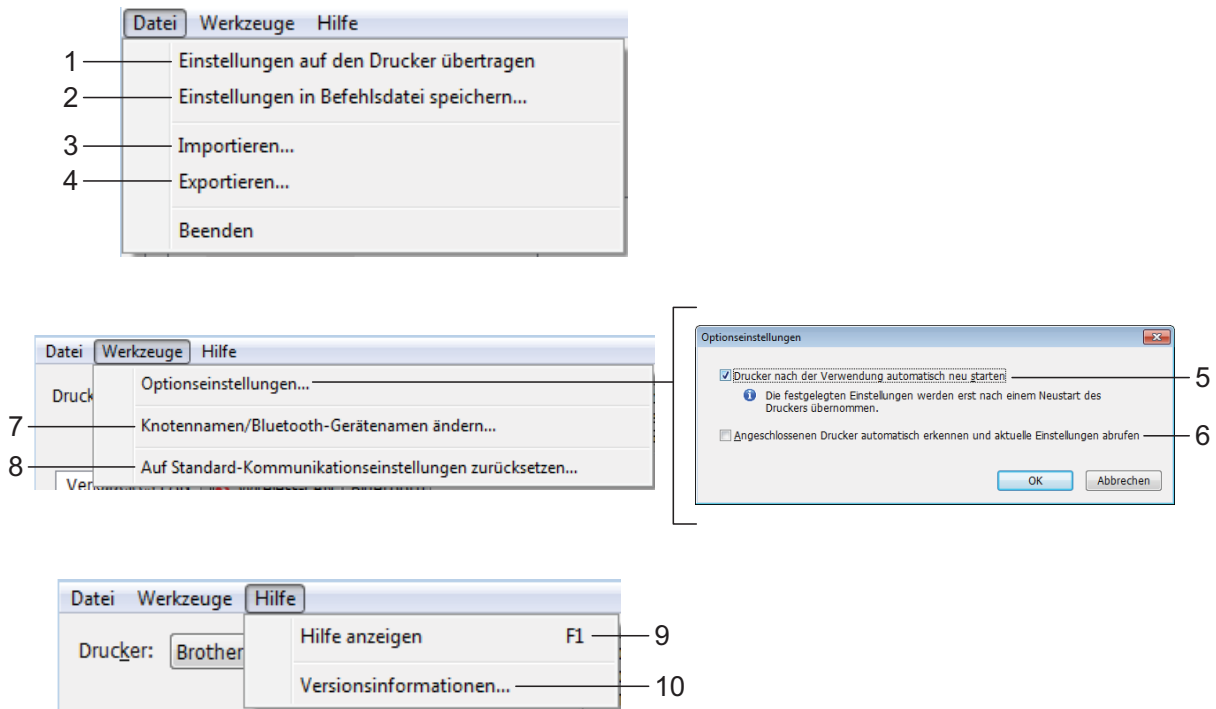 Datei Werkzeuge Hilfe
1 Einstellungen auf den Drucker übertragen
2 Einstellungen in Befehlsdatei speichern...
3 Importieren...
4 Exportieren...
Beenden
Datei Werkzeuge Hilfe
Druck
Optionseinstellungen...
7 Knotennamen/Bluetooth-Gerätenamen ändern...
8 Auf Standard-Kommunikationseinstellungen zurücksetzen...
Optionseinstellungen
Drucker nach der Verwendung automatisch neu starten 5
Die festgelegten Einstellungen werden erst nach einem Neustart des
Druckers übernommen.
Angeschlossenen Drucker automatisch erkennen und aktuelle Einstellungen abrufen 6
OK Abbrechen
Datei Werkzeuge Hilfe
Drucker: Brother
Hilfe anzeigen F1 9
Versionsinformationen... 10